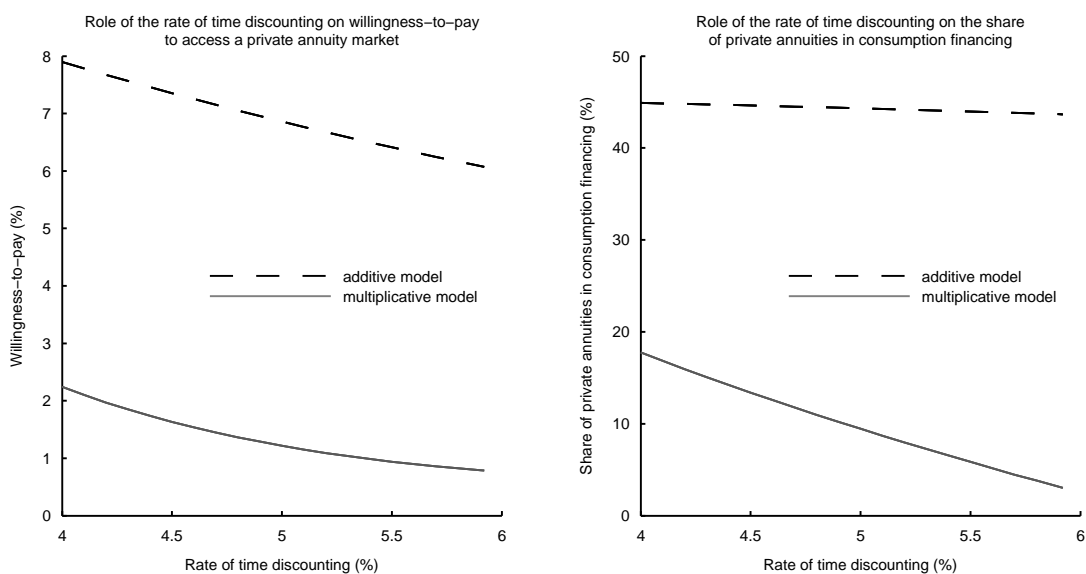 Role of the rate of time discounting on willingness−to−pay
to access a private annuity market
8
7
6
5
4
3
2
1
0
Willingness−to−pay (%)
additive model
multiplicative model
4
4.5
5
5.5
6
Rate of time discounting (%)
Role of the rate of time discounting on the share
of private annuities in consumption financing
50
40
30
20
10
0
Share of private annuities in consumption financing (%)
additive model
multiplicative model
4
4.5
5
5.5
6
Rate of time discounting (%)